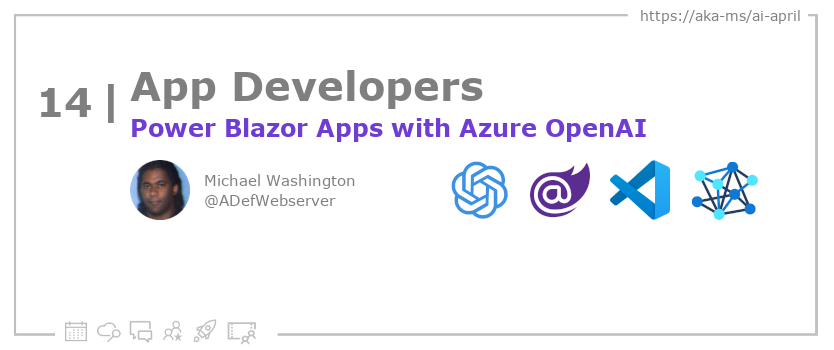 https://aka-ms/ai-april
14 | App Developers
Power Blazor Apps with Azure OpenAI
Michael Washington
@ADefWebserver